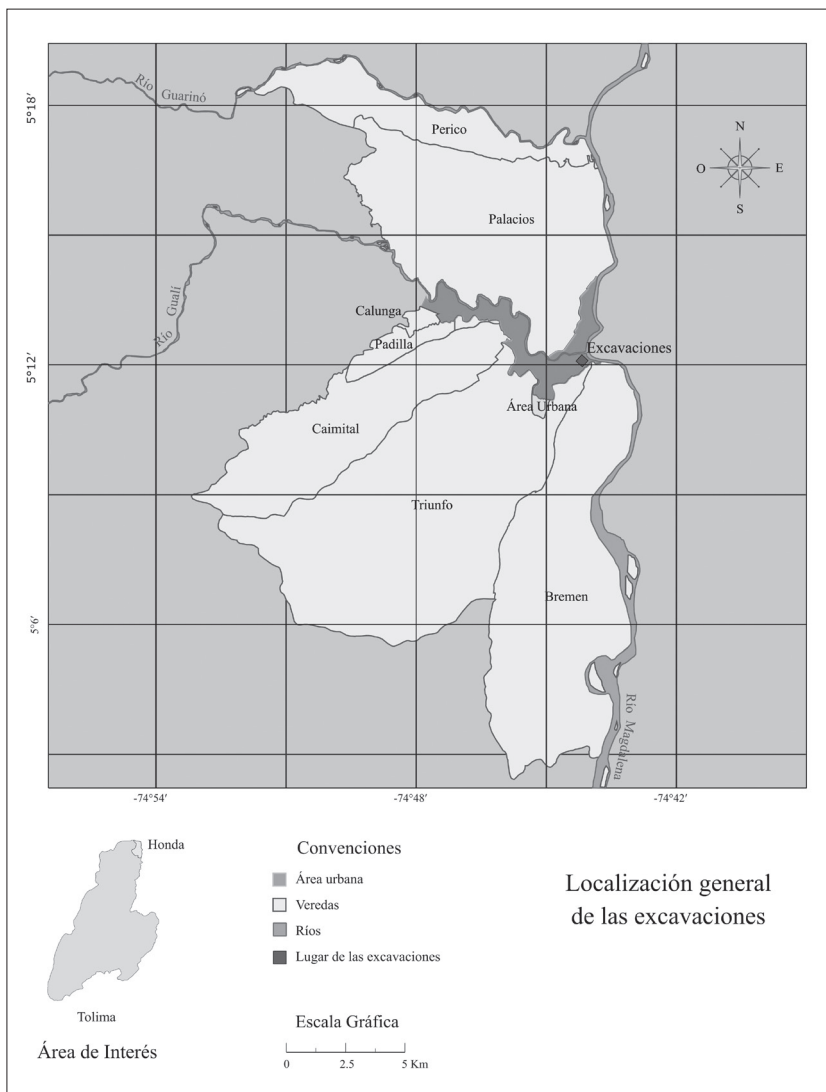 Río Guarinó
5°18'
Perico
N
O
E
S
Palacios
Río Gualí
Calunga
Padilla
Excavaciones
5°12'
Área Urbana
Caimital
Triunfo
Bremen
5°6'
Río Magdalena
-74°54'
-74°48'
-74°42'
Honda
Tolima
Área de Interés
Convenciones
Área urbana
Veredas
Ríos
Lugar de las excavaciones
Escala Gráfica
0 2.5 5 Km
Localización general
de las excavaciones